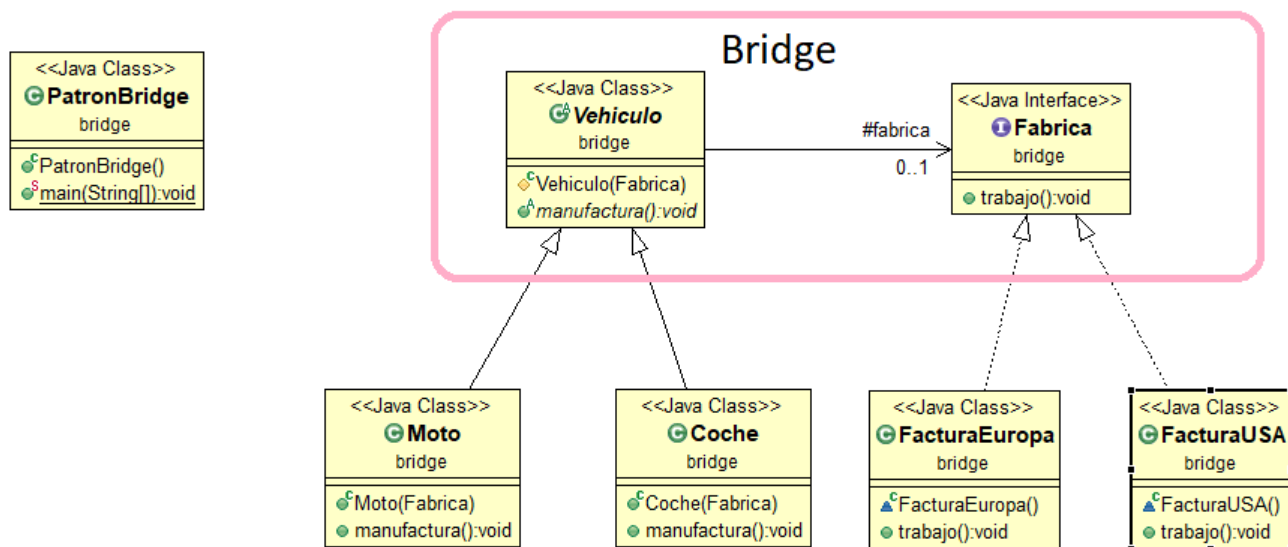 Bridge
<<Java Class>>
PatronBridge
bridge
PatronBridge()
main(String[]):void
<<Java Class>>
Vehiculo
bridge
Vehiculo(Fabrica)
manufactura():void
#fabrica
0..1
<<Java Interface>>
Fabrica
bridge
trabajo():void
<<Java Class>>
Moto
bridge
Moto(Fabrica)
manufactura():void
<<Java Class>>
Coche
bridge
Coche(Fabrica)
manufactura():void
<<Java Class>>
FacturaEuropa
bridge
FacturaEuropa()
trabajo():void
<<Java Class>>
FacturaUSA
bridge
FacturaUSA()
trabajo():void